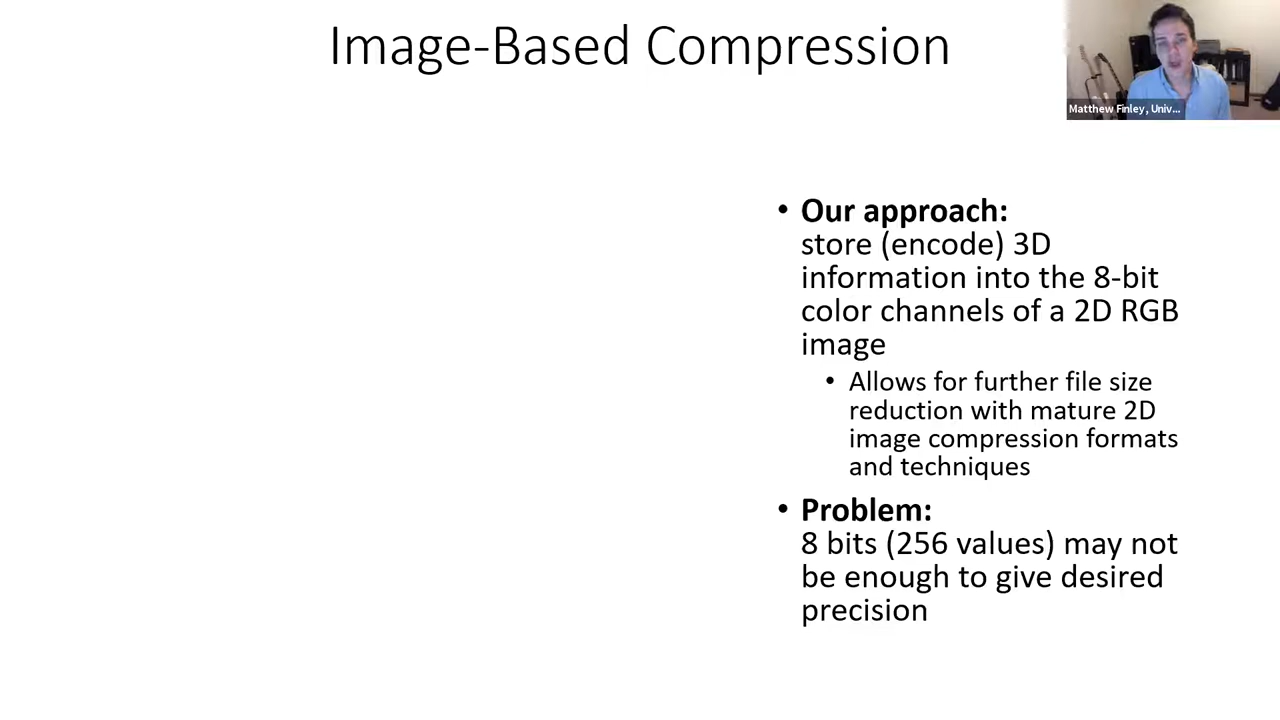 Image-Based Compression
Matthew Finley, Univ...
• Our approach:
store (encode) 3D
information into the 8-bit
color channels of a 2D RGB
image
• Allows for further file size
reduction with mature 2D
image compression formats
and techniques
• Problem:
8 bits (256 values) may not
be enough to give desired
precision